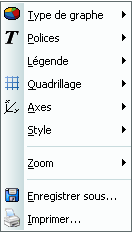 Type de graphe
Polices
Légende
Quadrillage
Axes
Style
Zoom
Enregistrer sous...
Imprimer...